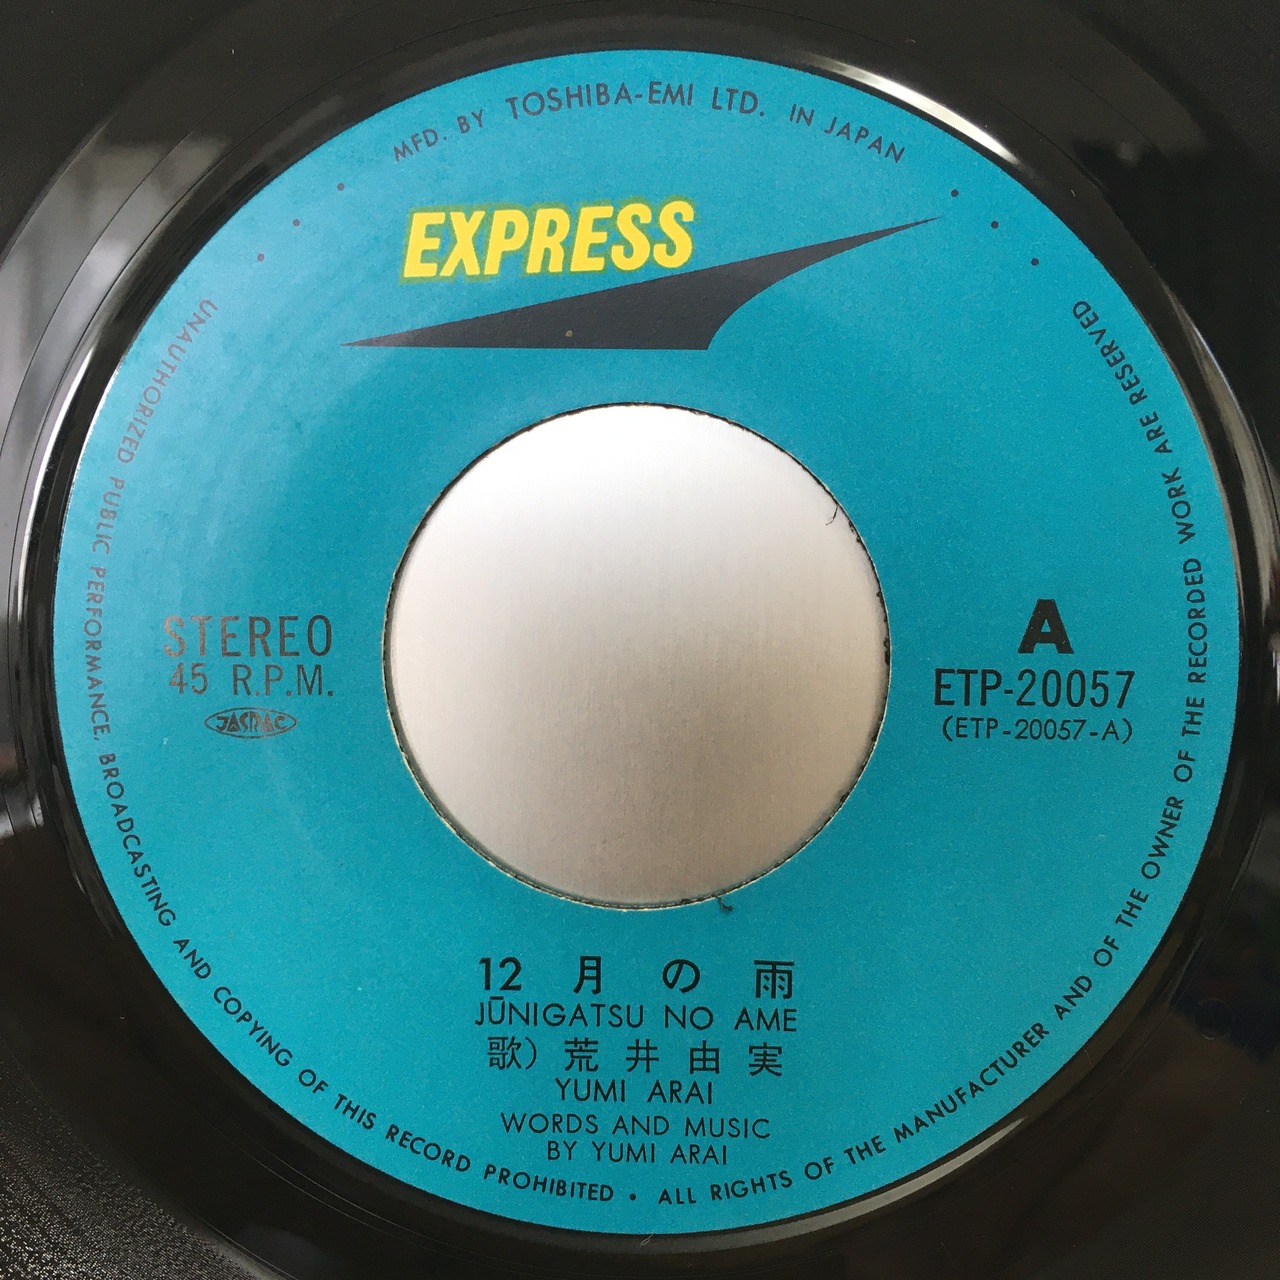 MFD. BY TOSHIBA-EMI LTD. IN JAPAN
EXPRESS
STEREO
45 R.P.M.
JASRAC
A
ETP-20057
(ETP-20057-A)
12月の雨
JŪNIGATSU NO AME
歌）荒井由実
YUMI ARAI
WORDS AND MUSIC
BY YUMI ARAI
UNAUTHORIZED PUBLIC PERFORMANCE, BROADCASTING AND COPYING OF THIS RECORD PROHIBITED • ALL RIGHTS OF THE MANUFACTURER AND OF THE OWNER OF THE RECORDED WORK ARE RESERVED